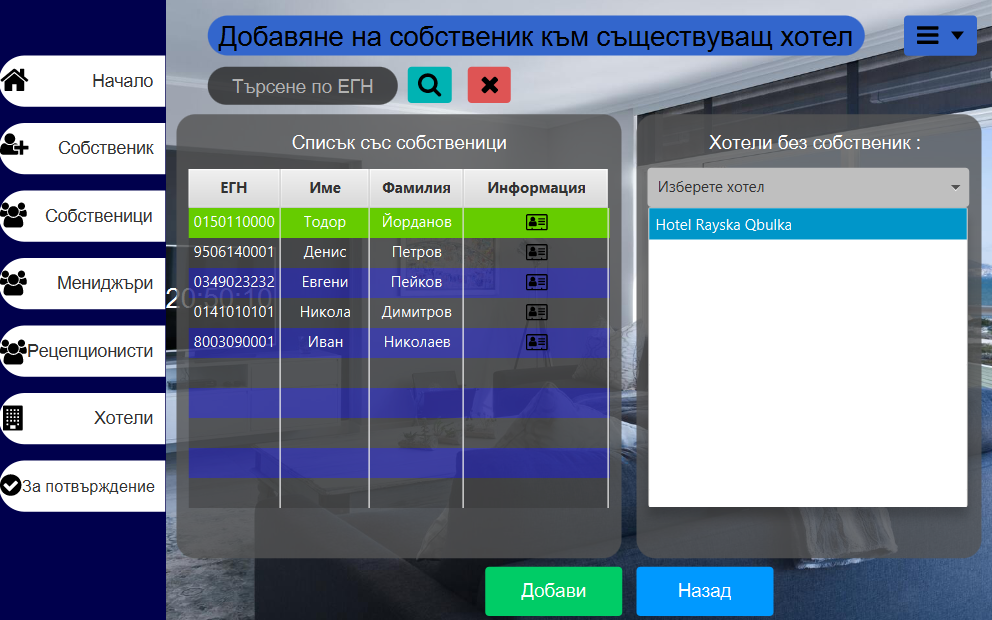 Добавяне на собственик към съществуващ хотел
Търсене по ЕГН
Начало
Собственик
Собственици
Мениджъри
Рецепционисти
Хотели
За потвърждение
Списък със собственици
ЕГН Име Фамилия Информация
0150110000 Тодор Йорданов
9506140001 Денис Петров
0349023232 Евгени Пейков
0141010101 Никола Димитров
8003090001 Иван Николаев
20:50:10
Хотели без собственик :
Изберете хотел
Hotel Rayska Qbulka
Добави
Назад